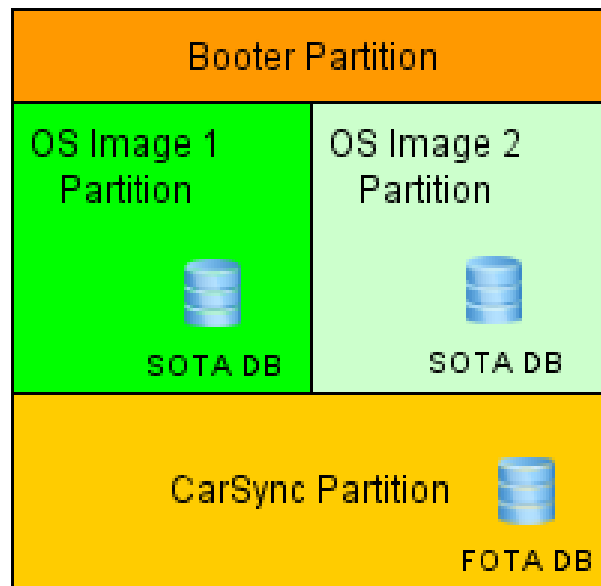 Booter Partition
OS Image 1
Partition
SOTA DB
OS Image 2
Partition
SOTA DB
CarSync Partition
FOTA DB